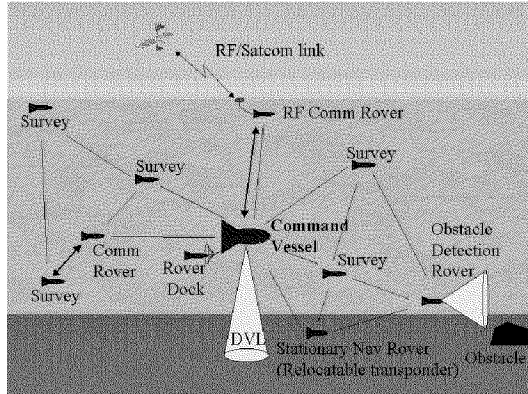 RF/Satcom link
RF Comm Rover
Survey
Survey
Survey
Command
Vessel
Obstacle
Detection
Rover
Comm
Rover
Rover
Dock
Survey
Survey
DVL
Stationary Nav Rover
(Relocatable transponder)
Obstacle